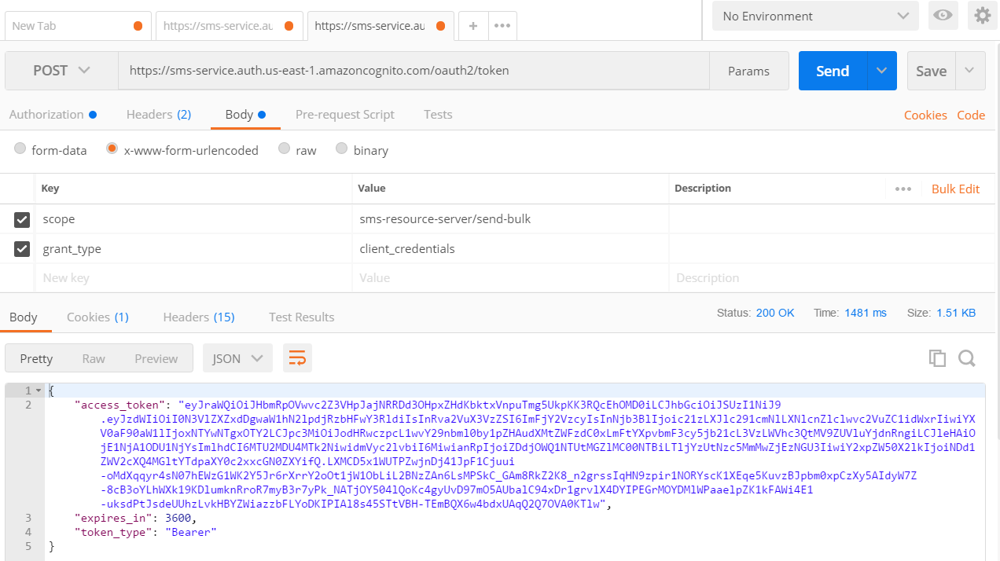 New Tab
https://sms-service.au
https://sms-service.au
+
•••
No Environment
POST
https://sms-service.auth.us-east-1.amazoncognito.com/oauth2/token
Params
Send
Save
Authorization
Headers (2)
Body
Pre-request Script
Tests
Cookies
Code
form-data
x-www-form-urlencoded
raw
binary
Key Value Description ••• Bulk Edit
scope sms-resource-server/send-bulk
grant_type client_credentials
New key Value Description
Body Cookies (1) Headers (15) Test Results Status: 200 OK Time: 1481 ms Size: 1.51 KB
Pretty Raw Preview JSON
1 {
2 "access_token": "eyJraWQiOiJHbmRpOVwvc2Z3VHpJajNRRDd3OHpxZHdKbktxVnpuTmg5UkpKK3RQcEhOMD0iLCJhbGciOiJSUzI1NiJ9
.eyJzdWIiOiI0N3VlZXZxdDgwaW1hN2lpdjRzbHFwY3RldiIsInRva2VuX3VzZSI6ImFjY2VzcyIsInNjb3BlIjoic21zLXJlc291cmNlLXNlcnZlclwvc2VuZC1idWxrIiwiYX
V0aF90aW1lIjoxNTYwNTgxOTY2LCJpc3MiOiJodHRwczpcL1wvY29nbml0by1pZHAudXMtZWFzdC0xLmFtYXpvbmF3cy5jb21cL3VzLWVhc3QtMV9ZUVluYjdnRngiLCJleHAiO
jE1NjA1ODU1NjYsImlhdCI6MTU2MDU4MTk2NiwidmVyc2lvbiI6MiwianRpIjoiZDdjOWQ1NTUtMGZlMC00NTBiLTljYzUtNzc5MmMwZjEzNGU3IiwiY2xpZW50X2lkIjoiNDd1
ZWV2cXQ4MGltYTdpaXY0c2xxcGN0ZXYifQ.LXMCD5x1WUTPZwjnDj41JpF1Cjuui
-oMdXqqyr4sN07hEWzG1WK2Y5Jr6rXrrY2oOt1jW1ObLiL2BNzZAn6LsMPSkC_GAm8RkZ2K8_n2grssIqHN9zpir1NORYscK1XEqe5KuvzBJpbm0xpCzXy5AIdyW7Z
-8cB3oYLhWXk19KDlumknRroR7myB3r7yPk_NATjOY504lQoKc4gyUvD97mO5AUbalC94xDr1grvlX4DYIPEGrMOYDMlWPaaelpZK1kFAWi4E1
-uksdPtJsdeUUhzLvkHBYZWiazzbFLYoDKIPIAl8s45STtVBH-TEmBQX6w4bdxUAqQ2Q7OVA0KTlw",
3 "expires_in": 3600,
4 "token_type": "Bearer"
5 }